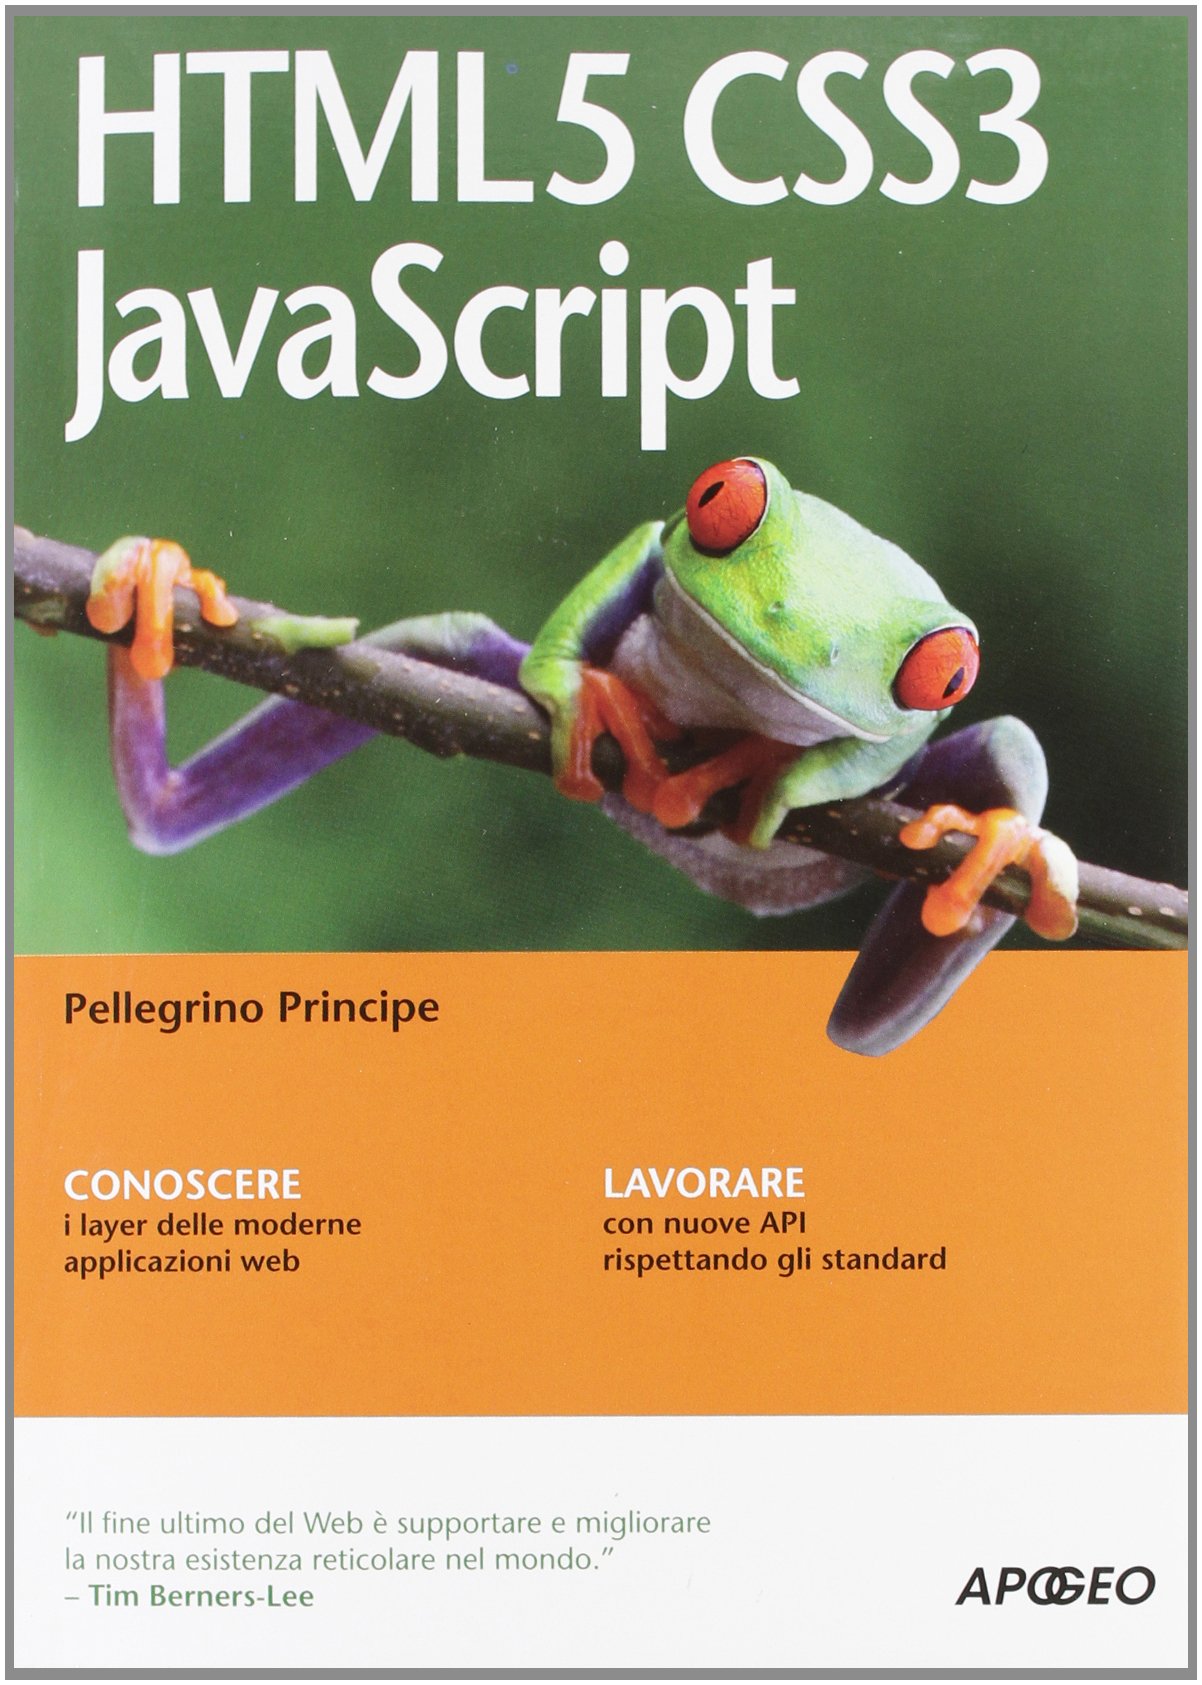 HTML5 CSS3
JavaScript
Pellegrino Principe
CONOSCERE
i layer delle moderne
applicazioni web
LAVORARE
con nuove API
rispettando gli standard
“Il fine ultimo del Web è supportare e migliorare
la nostra esistenza reticolare nel mondo.”
– Tim Berners-Lee
APOGEO